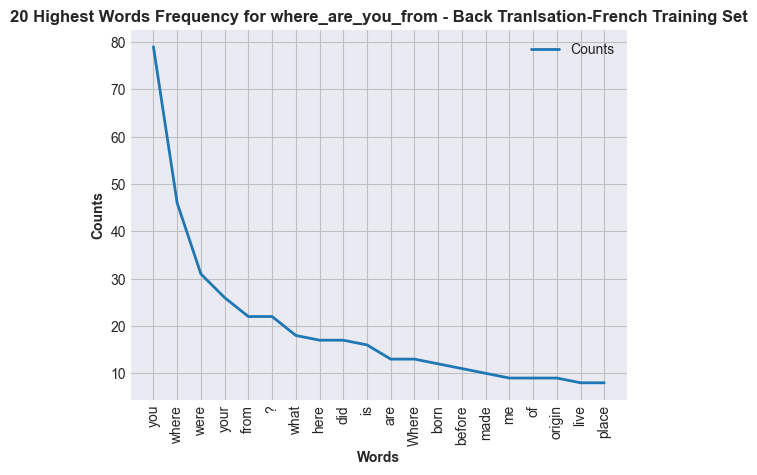 20 Highest Words Frequency for where_are_you_from - Back Tranlsation-French Training Set
Counts
80
70
60
50
40
30
20
10
Counts
you
where
were
your
from
?
what
here
did
is
are
Where
born
before
made
me
of
origin
live
place
Words